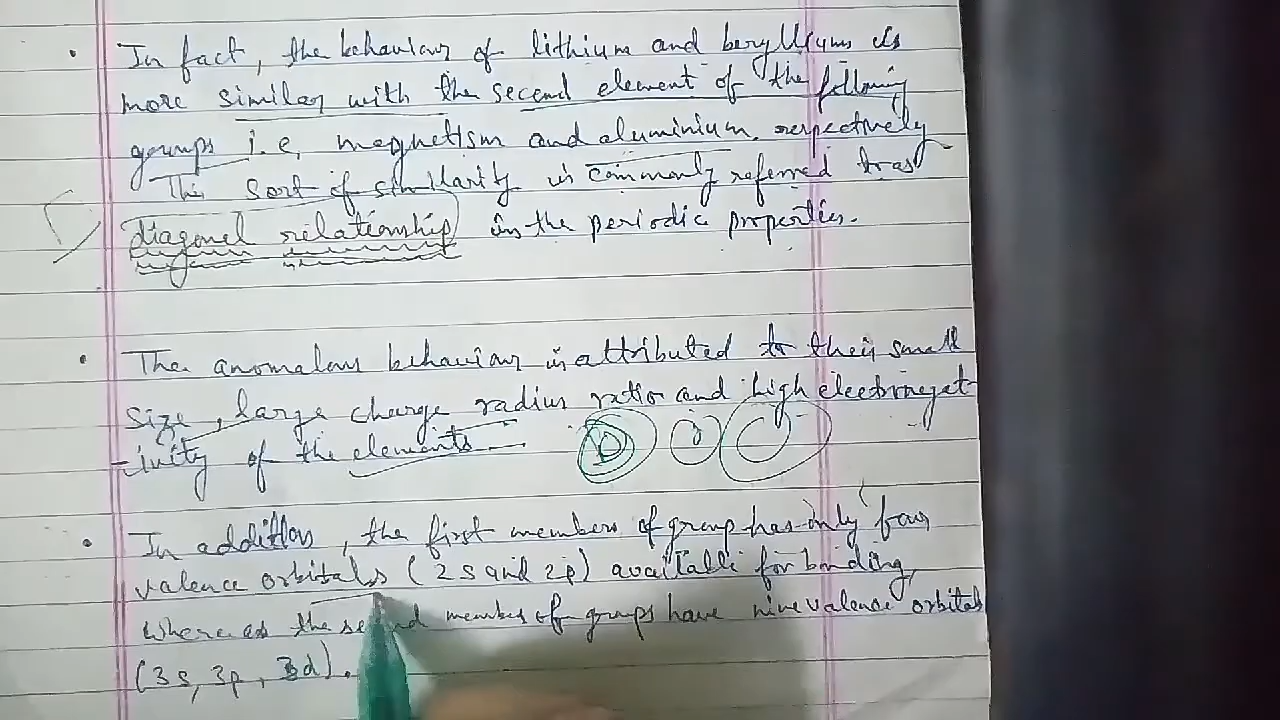 In fact, the behaviour of lithium and beryllium is
more similar with the second element of the following
groups i.e, magnetism and aluminium, respectively
This sort of similarity is commonly referred to as
diagonal relationship in the periodic properties.
The anomalous behaviour is attributed to their small
size, large charge radius ratio and high electronegat-
-ivity of the elements
In addition, the first members of group has only four
valence orbitals (2s and 2p) available for bonding,
where as the second member of groups have nine valence orbitals
(3s, 3p, 3d).